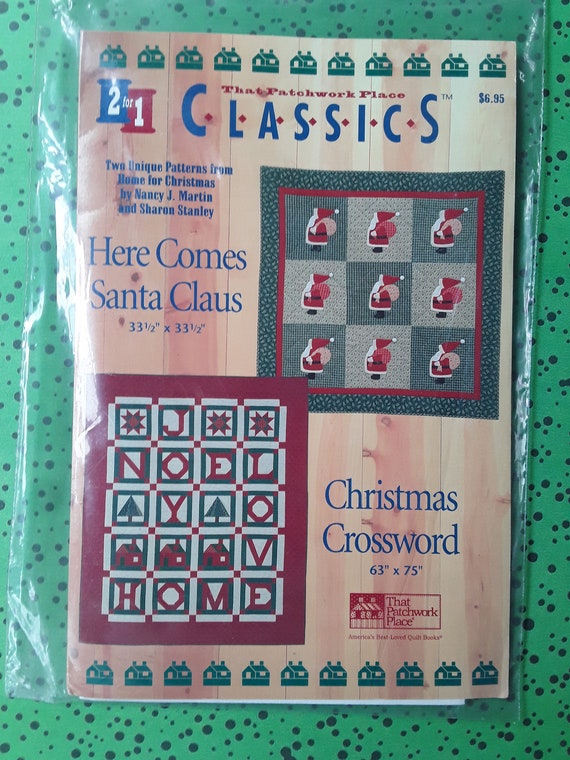 2 for 1
That Patchwork Place
CLASSICS™
$6.95
Two Unique Patterns from
Home for Christmas
by Nancy J. Martin
and Sharon Stanley
Here Comes
Santa Claus
33½" x 33½"
J
NOEL
Y O
V
HOME
Christmas
Crossword
63" x 75"
That
Patchwork
Place®
America's Best-Loved Quilt Books®